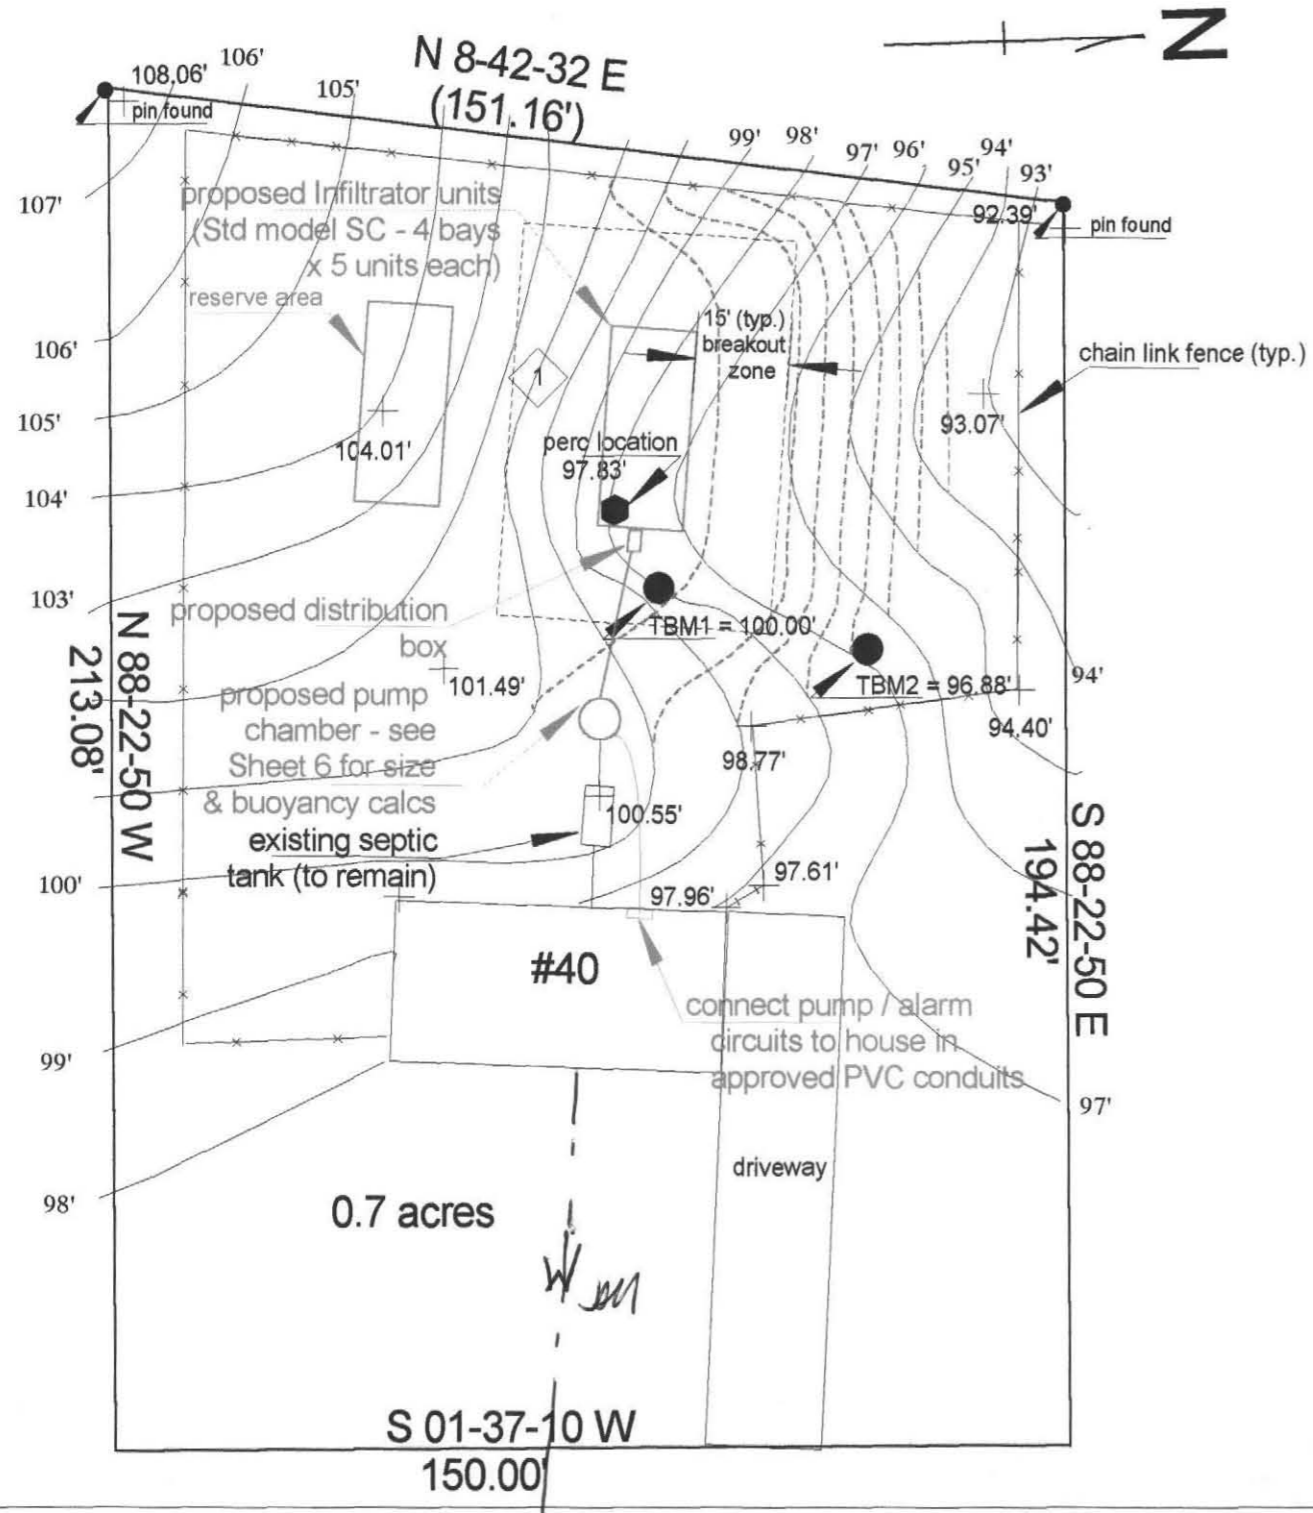 N
N 8-42-32 E
(151.16')
108.06'
106'
105'
pin found
99'
98'
97'
96'
95'
94'
93'
92.39'
pin found
107'
proposed Infiltrator units
(Std model SC - 4 bays
x 5 units each)
reserve area
15' (typ.)
breakout
zone
chain link fence (typ.)
106'
1
105'
93.07'
104.01'
perc location
97.83'
104'
103'
proposed distribution
box
TBM1 = 100.00'
N 88-22-50 W
213.08'
101.49'
TBM2 = 96.88'
94'
proposed pump
chamber - see
Sheet 6 for size
& buoyancy calcs
94.40'
98.77'
100.55'
existing septic
tank (to remain)
S 88-22-50 E
194.42'
100'
97.96'
97.61'
#40
connect pump / alarm
circuits to house in
approved PVC conduits
99'
97'
driveway
98'
0.7 acres
W
S 01-37-10 W
150.00'